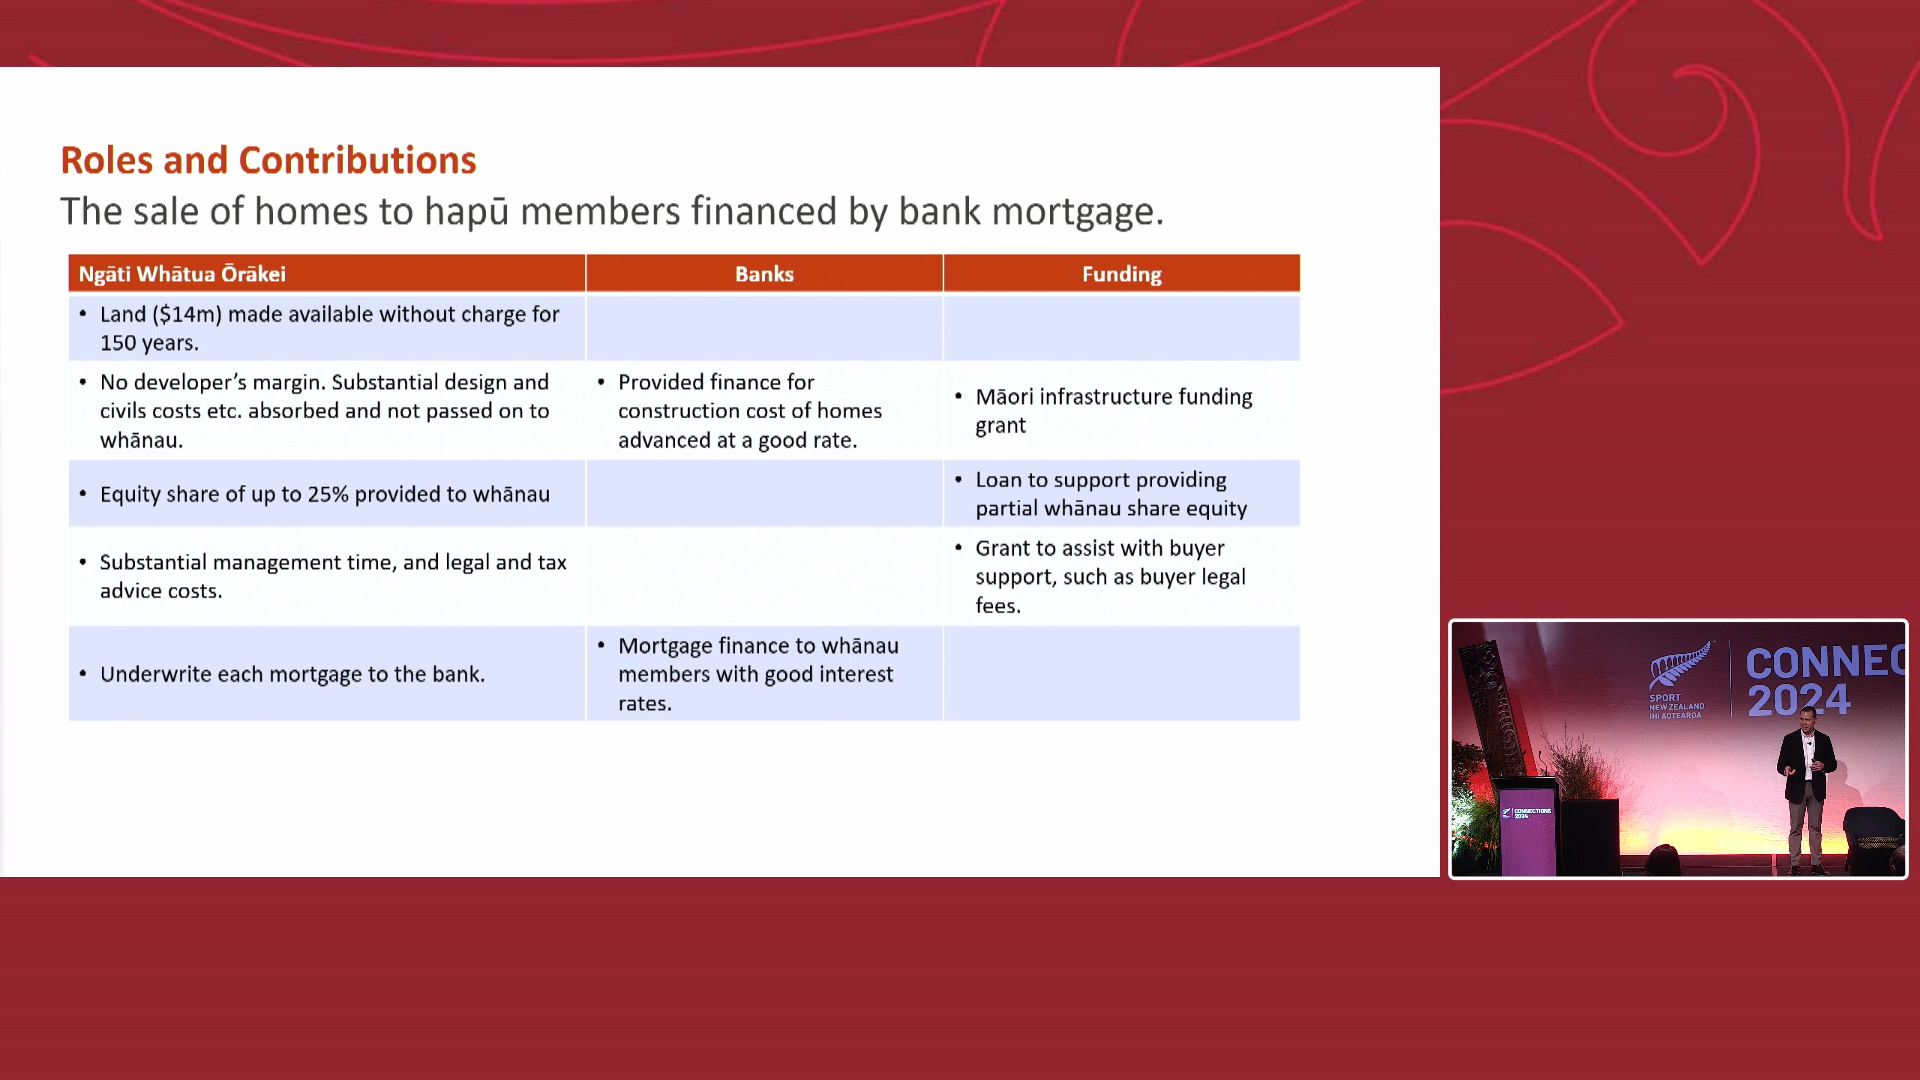 Roles and Contributions
The sale of homes to hapū members financed by bank mortgage.
Ngāti Whātua Ōrākei
Banks
Funding
• Land ($14m) made available without charge for
150 years.
• No developer’s margin. Substantial design and
civils costs etc. absorbed and not passed on to
whānau.
• Provided finance for
construction cost of homes
advanced at a good rate.
• Māori infrastructure funding
grant
• Equity share of up to 25% provided to whānau
• Loan to support providing
partial whānau share equity
• Substantial management time, and legal and tax
advice costs.
• Grant to assist with buyer
support, such as buyer legal
fees.
• Underwrite each mortgage to the bank.
• Mortgage finance to whānau
members with good interest
rates.
SPORT
NEW ZEALAND
IHI AOTEAROA
CONNEC
2024
CONNECTIONS
2024